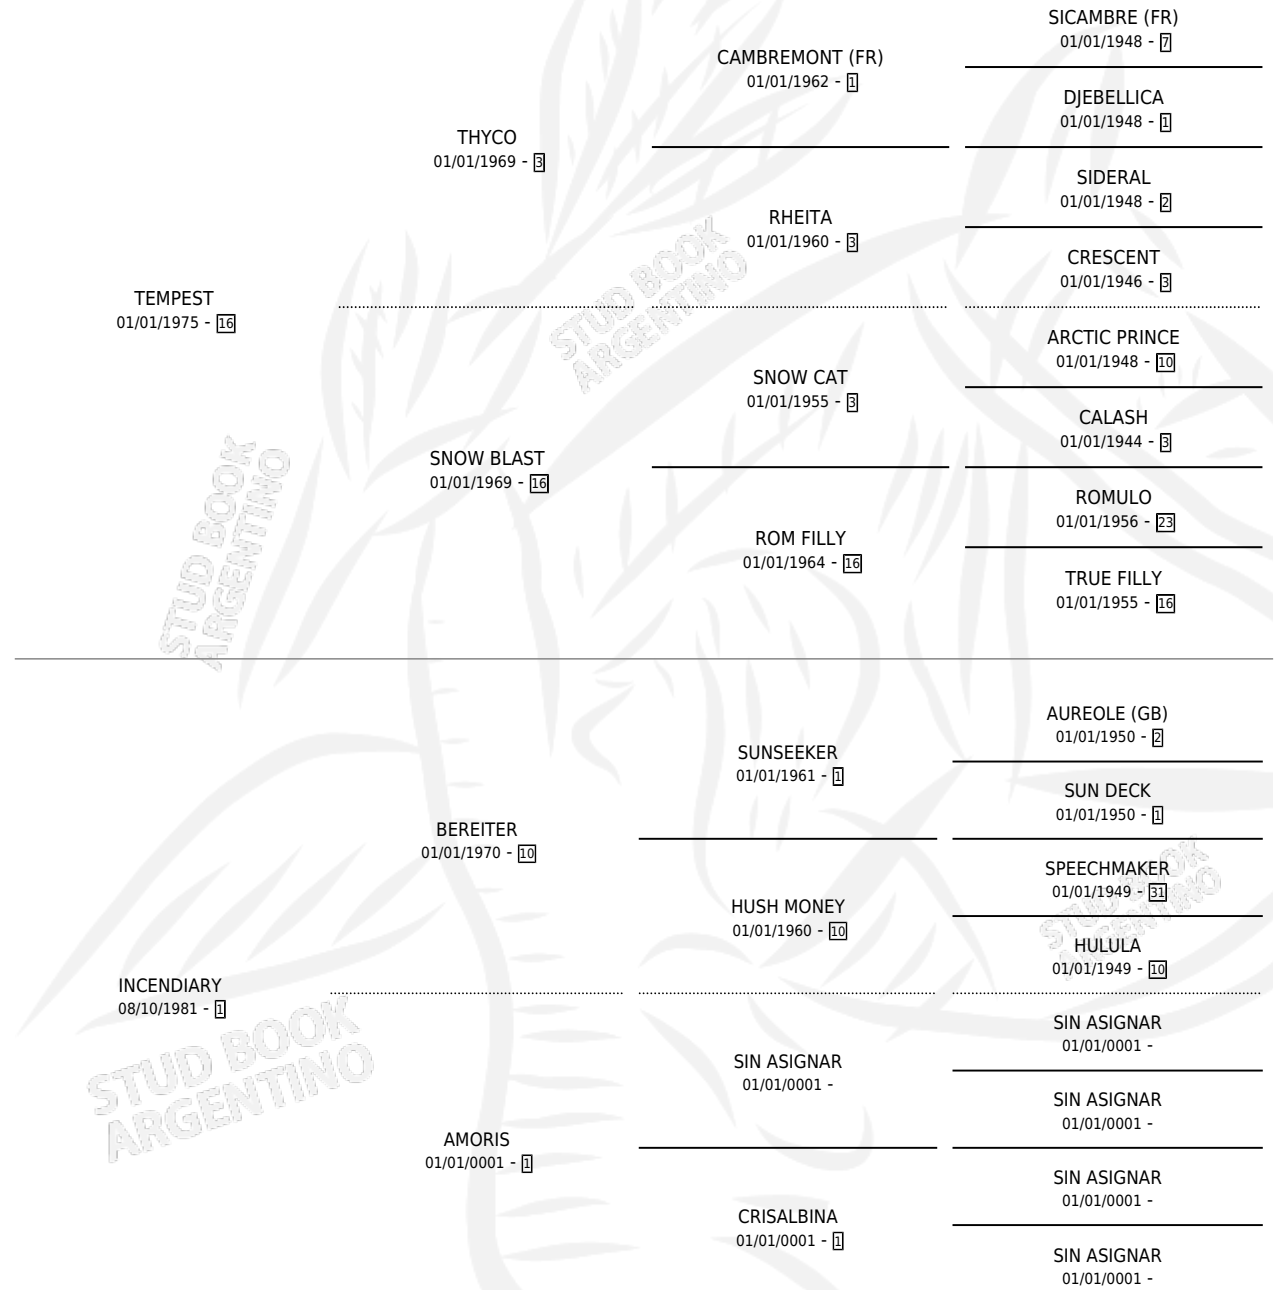 SICAMBRE (FR)
01/01/1948 - 7
CAMBREMONT (FR)
01/01/1962 - 1
DJEBELLICA
01/01/1948 - 1
THYCO
01/01/1969 - 3
SIDERAL
01/01/1948 - 2
RHEITA
01/01/1960 - 3
CRESCENT
01/01/1946 - 3
TEMPEST
01/01/1975 - 16
ARCTIC PRINCE
01/01/1948 - 10
SNOW CAT
01/01/1955 - 3
CALASH
01/01/1944 - 3
SNOW BLAST
01/01/1969 - 16
ROMULO
01/01/1956 - 23
ROM FILLY
01/01/1964 - 16
TRUE FILLY
01/01/1955 - 16
STUD BOOK
ARGENTINO
STUD BOOK
ARGENTINO
AUREOLE (GB)
01/01/1950 - 2
SUNSEEKER
01/01/1961 - 1
SUN DECK
01/01/1950 - 1
BEREITER
01/01/1970 - 10
SPEECHMAKER
01/01/1949 - 31
HUSH MONEY
01/01/1960 - 10
HULULA
01/01/1949 - 10
INCENDIARY
08/10/1981 - 1
SIN ASIGNAR
01/01/0001 -
SIN ASIGNAR
01/01/0001 -
SIN ASIGNAR
01/01/0001 -
AMORIS
01/01/0001 - 1
SIN ASIGNAR
01/01/0001 -
CRISALBINA
01/01/0001 - 1
SIN ASIGNAR
01/01/0001 -
STUD BOOK
ARGENTINO
STUD BOOK
ARGENTINO